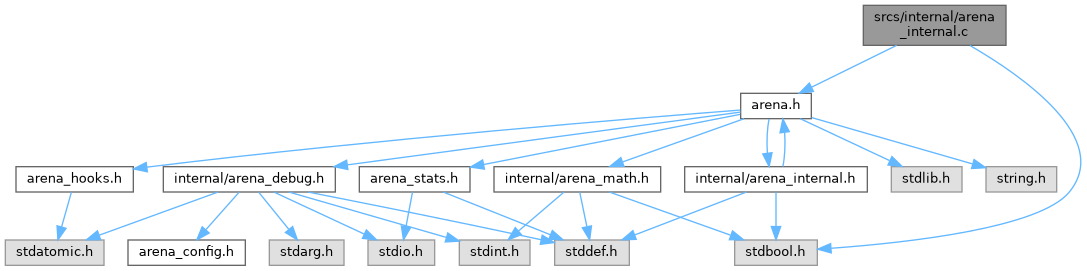 srcs/internal/arena
_internal.c
arena.h
arena_hooks.h
internal/arena_debug.h
arena_stats.h
internal/arena_math.h
internal/arena_internal.h
stdlib.h
string.h
stdatomic.h
arena_config.h
stdarg.h
stdio.h
stdint.h
stddef.h
stdbool.h